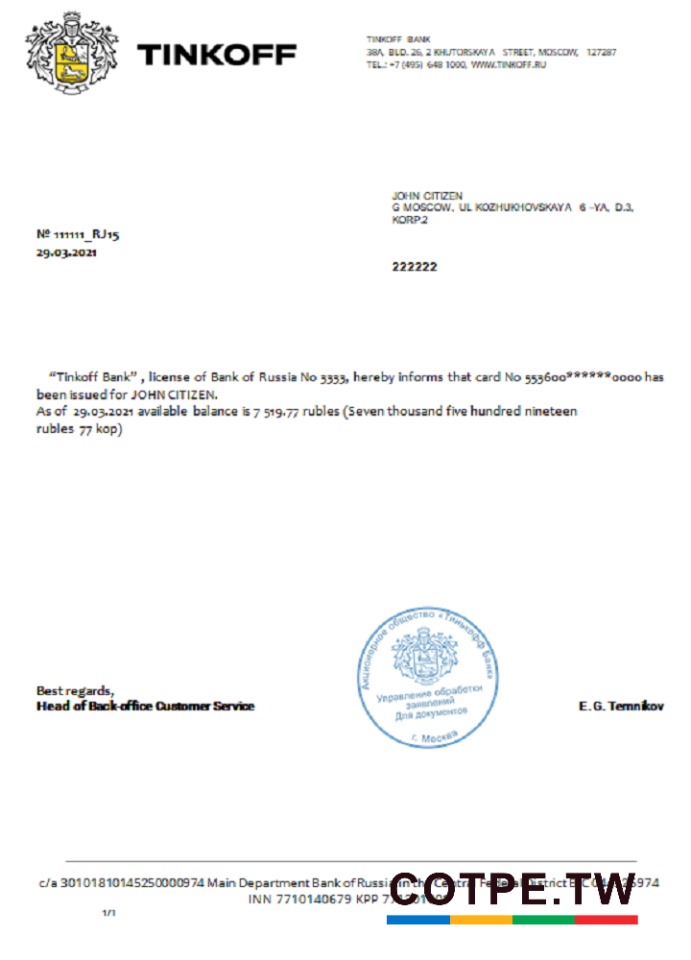 TINKOFF
TINKOFF BANK
38A, BLD. 26, 2 KHUTORSKAYA STREET, MOSCOW, 127287
TEL.: +7 (495) 648 1000, WWW.TINKOFF.RU
JOHN CITIZEN
G MOSCOW, UL KOZHUKHOVSKAYA 6 –YA, D.3,
KORP.2
№ 111111_RJ15
29.03.2021
222222
“Tinkoff Bank” , license of Bank of Russia No 3333, hereby informs that card No 553600******0000 has
been issued for JOHN CITIZEN.
As of 29.03.2021 available balance is 7 519.77 rubles (Seven thousand five hundred nineteen
rubles 77 kop)
Акционерное общество «Тинькофф Банк»
Управление обработки
заявлений
Для документов
г. Москва
Best regards,
Head of Back-office Customer Service
E. G. Temnikov
c/a 30101810145250000974 Main Department Bank of Russia in the Central Federal District
INN 7710140679 KPP
1/1
COTPE.TW